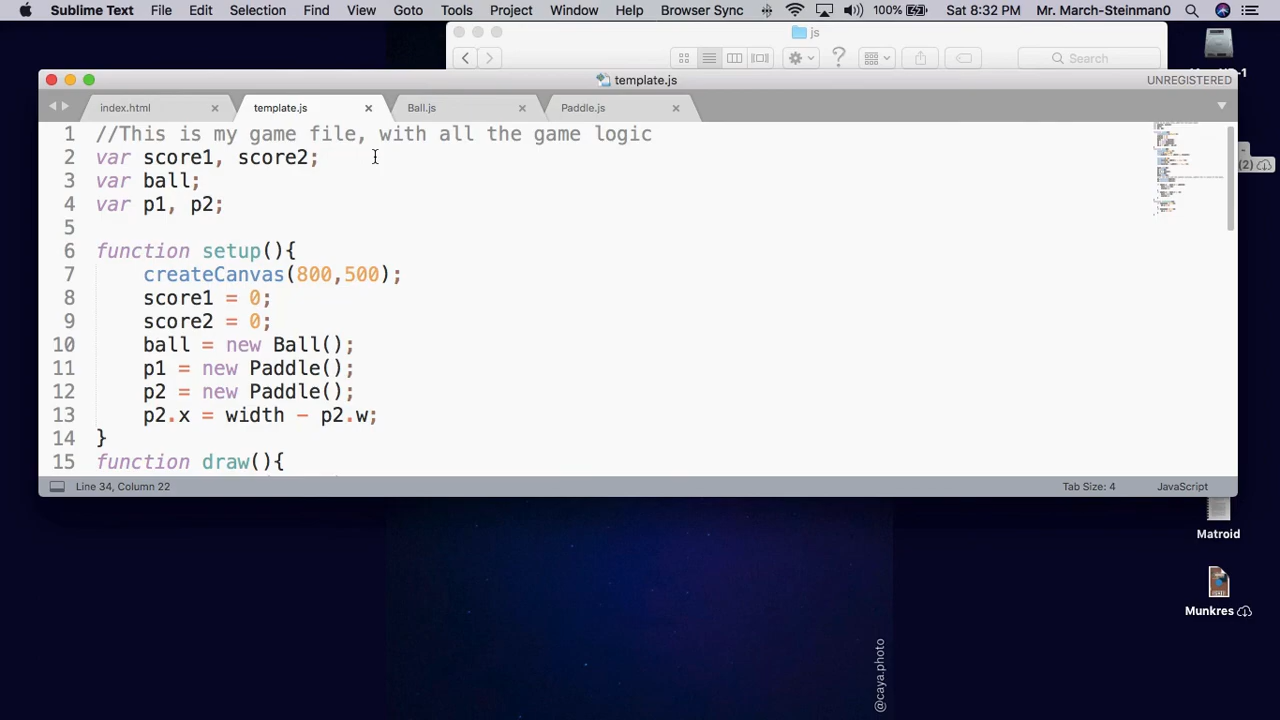 Sublime Text File Edit Selection Find View Goto Tools Project Window Help Browser Sync 100% Sat 8:32 PM Mr. March-Steinman0
js
Search
template.js UNREGISTERED
index.html template.js Ball.js Paddle.js
1 //This is my game file, with all the game logic
2 var score1, score2;
3 var ball;
4 var p1, p2;
5
6 function setup(){
7 createCanvas(800,500);
8 score1 = 0;
9 score2 = 0;
10 ball = new Ball();
11 p1 = new Paddle();
12 p2 = new Paddle();
13 p2.x = width - p2.w;
14 }
15 function draw(){
Line 34, Column 22 Tab Size: 4 JavaScript
(2)
Matroid
Munkres
@caya.photo